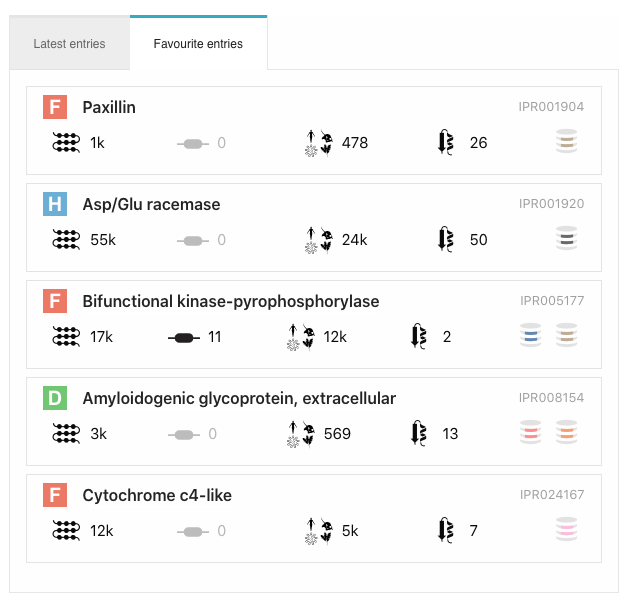 Latest entries Favourite entries
F Paxillin IPR001904
1k 0 478 26
H Asp/Glu racemase IPR001920
55k 0 24k 50
F Bifunctional kinase-pyrophosphorylase IPR005177
17k 11 12k 2
D Amyloidogenic glycoprotein, extracellular IPR008154
3k 0 569 13
F Cytochrome c4-like IPR024167
12k 0 5k 7